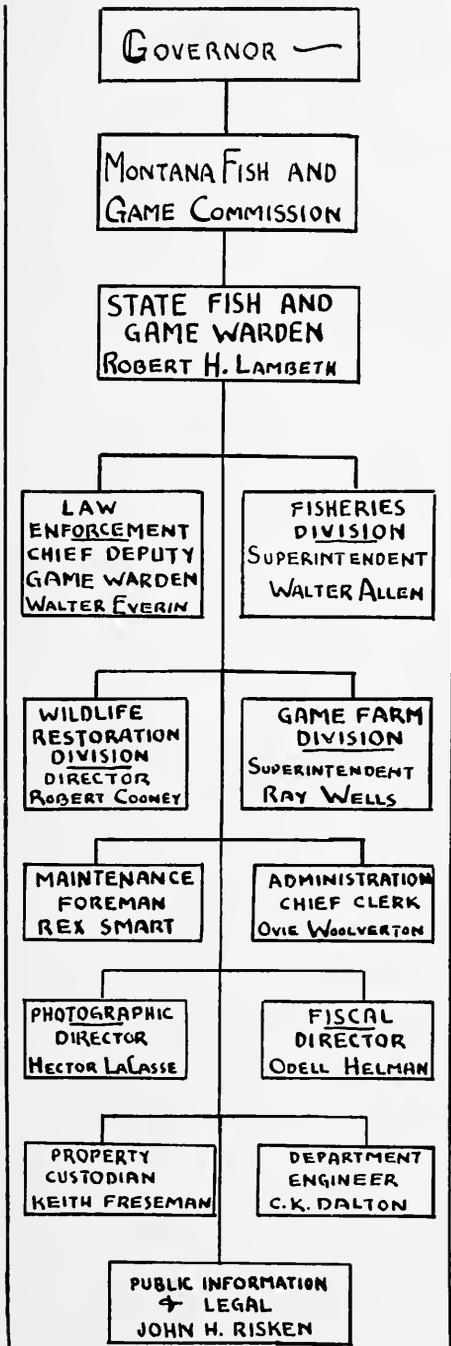 GOVERNOR —
MONTANA FISH AND
GAME COMMISSION
STATE FISH AND
GAME WARDEN
ROBERT H. LAMBETH
LAW
ENFORCEMENT
CHIEF DEPUTY
GAME WARDEN
WALTER EVERIN
FISHERIES
DIVISION
SUPERINTENDENT
WALTER ALLEN
WILDLIFE
RESTORATION
DIVISION
DIRECTOR
ROBERT COONEY
GAME FARM
DIVISION
SUPERINTENDENT
RAY WELLS
MAINTENANCE
FOREMAN
REX SMART
ADMINISTRATION
CHIEF CLERK
OVIE WOOLVERTON
PHOTOGRAPHIC
DIRECTOR
HECTOR LACASSE
FISCAL
DIRECTOR
ODELL HELMAN
PROPERTY
CUSTODIAN
KEITH FRESEMAN
DEPARTMENT
ENGINEER
C.K. DALTON
PUBLIC INFORMATION
& LEGAL
JOHN H. RISKEN